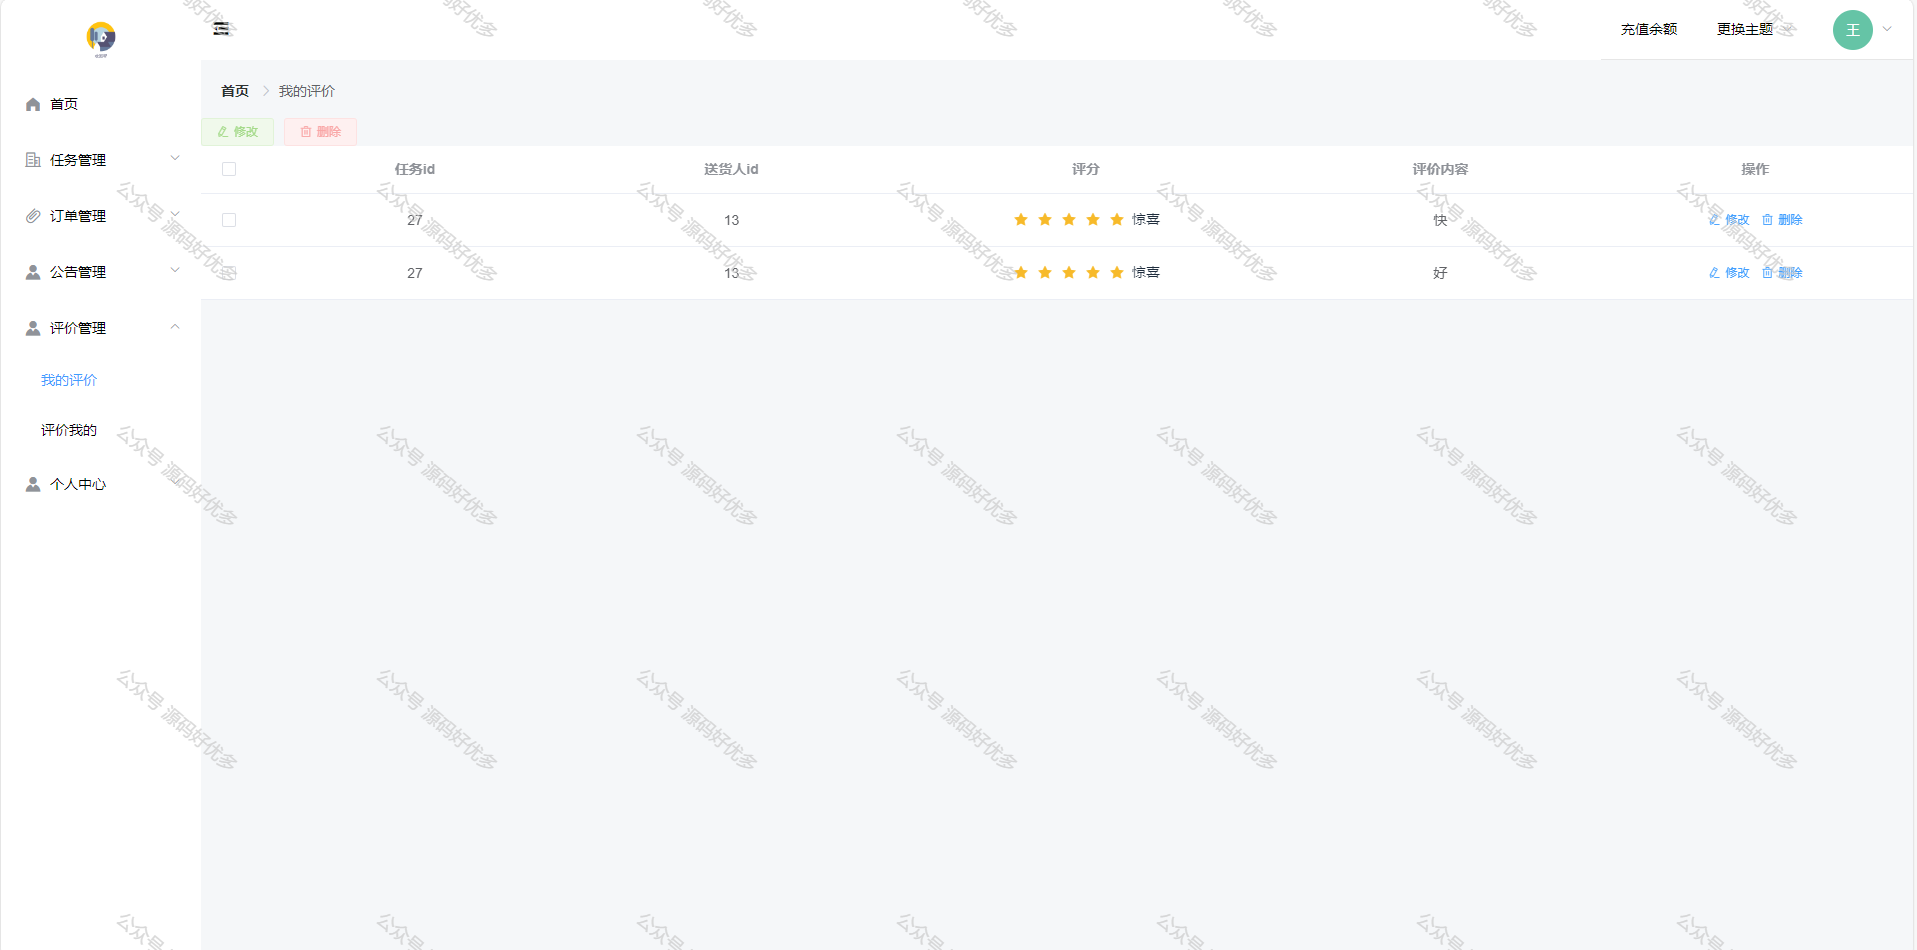 充值余额
更换主题
王
首页
任务管理
订单管理
公告管理
评价管理
我的评价
评价我的
个人中心
首页 > 我的评价
修改 删除
任务id 送货人id 评分 评价内容 操作
27 13 惊喜 快 修改 删除
27 13 惊喜 好 修改 删除
公众号 源码好优多